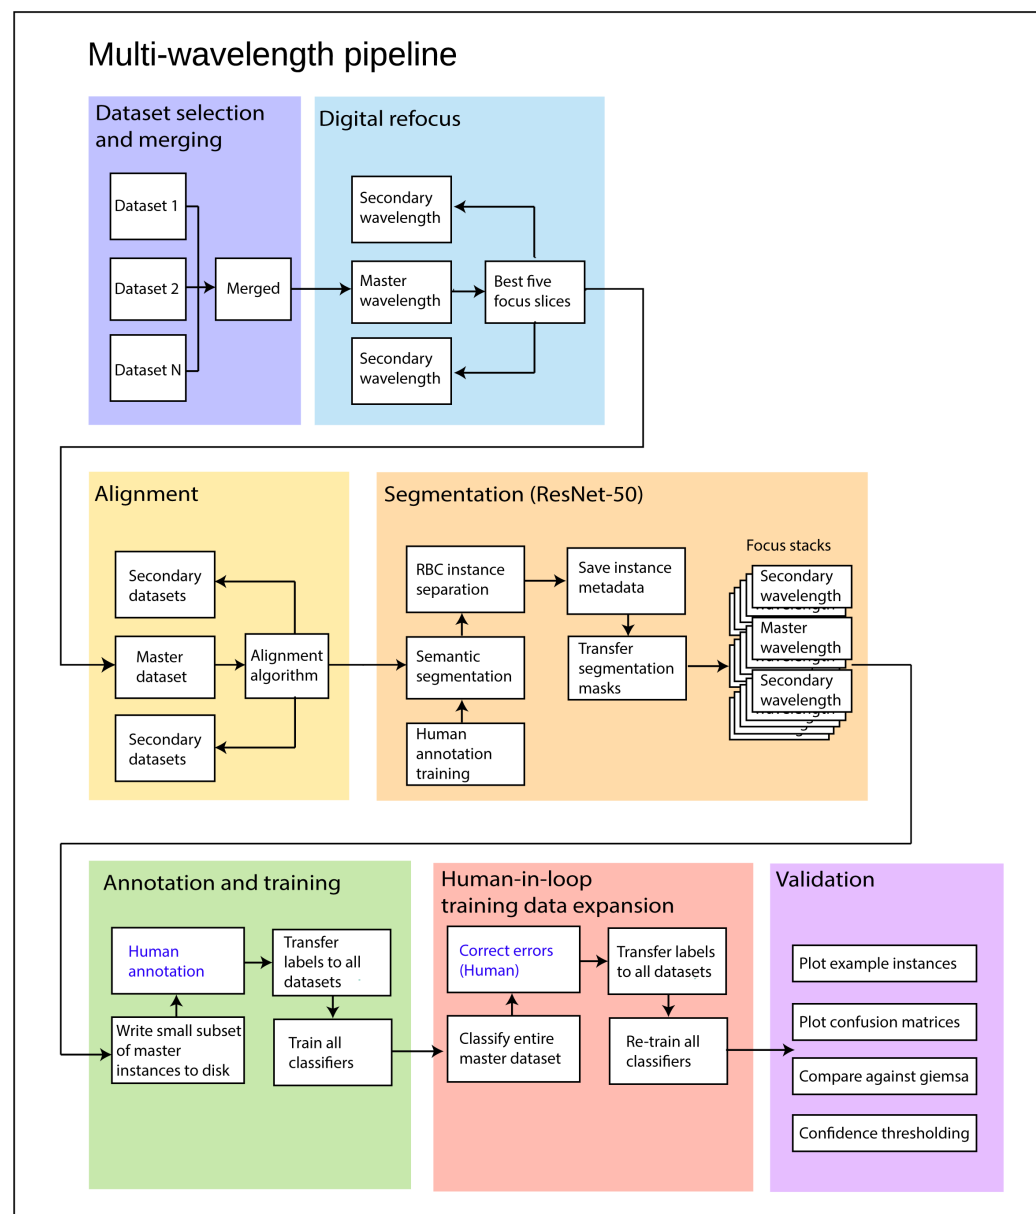 Multi-wavelength pipeline
Dataset selection
and merging
Dataset 1
Dataset 2
Dataset N
Merged
Digital refocus
Secondary
wavelength
Master
wavelength
Secondary
wavelength
Best five
focus slices
Alignment
Secondary
datasets
Master
dataset
Secondary
datasets
Alignment
algorithm
Segmentation (ResNet-50)
RBC instance
separation
Semantic
segmentation
Human
annotation
training
Save instance
metadata
Transfer
segmentation
masks
Focus stacks
Secondary
wavelength
Master
wavelength
Secondary
wavelength
Annotation and training
Human
annotation
Write small subset
of master
instances to disk
Transfer
labels to all
datasets
Train all
classifiers
Human-in-loop
training data expansion
Correct errors
(Human)
Classify entire
master dataset
Transfer labels
to all datasets
Re-train all
classifiers
Validation
Plot example instances
Plot confusion matrices
Compare against giemsa
Confidence thresholding